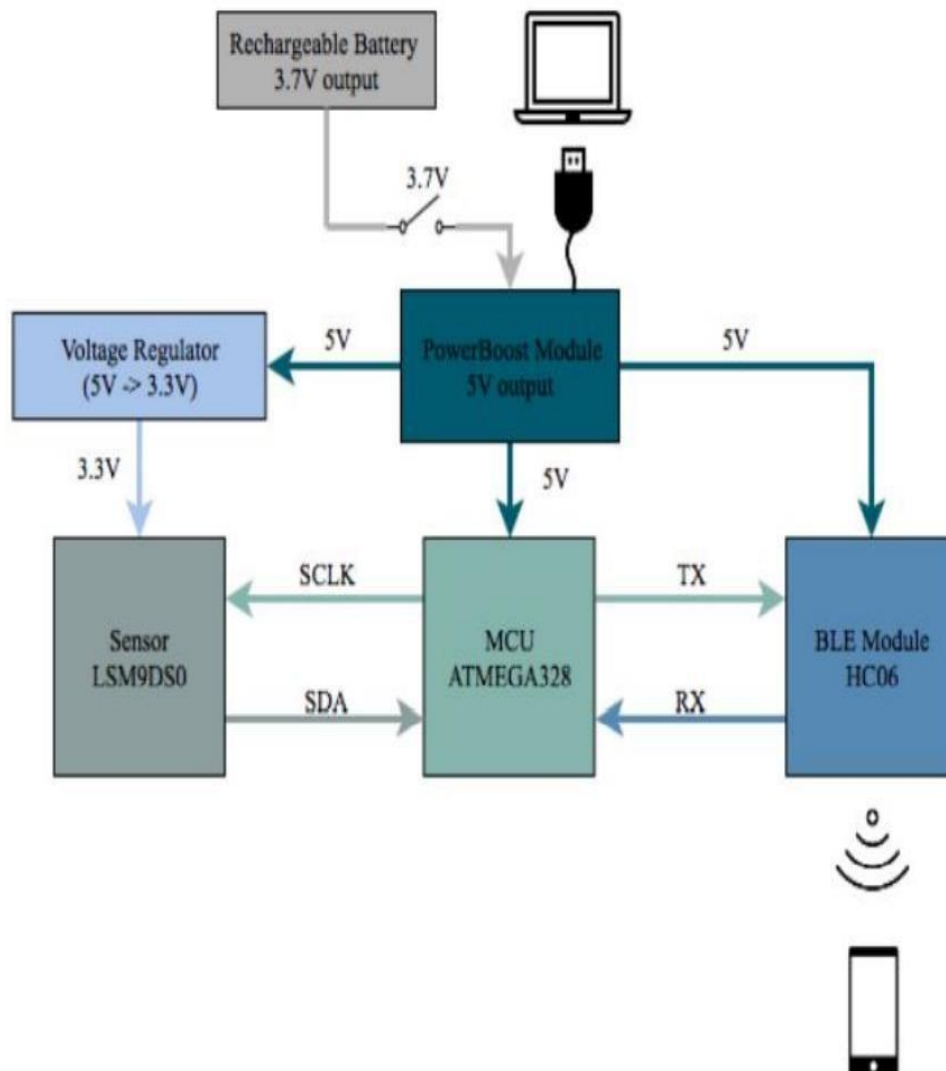 Rechargeable Battery
3.7V output
3.7V
Voltage Regulator
(5V -> 3.3V)
5V
PowerBoost Module
5V output
5V
3.3V
5V
Sensor
LSM9DS0
SCLK
SDA
MCU
ATMEGA328
TX
RX
BLE Module
HC06